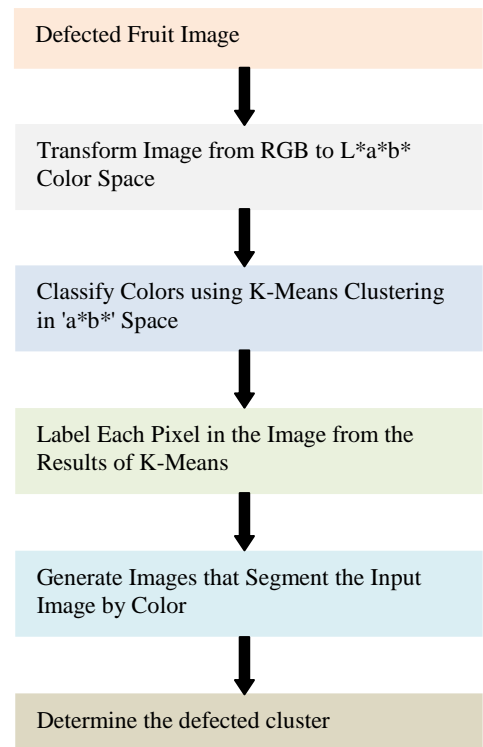 Defected Fruit Image
Transform Image from RGB to L*a*b*
Color Space
Classify Colors using K-Means Clustering
in 'a*b*' Space
Label Each Pixel in the Image from the
Results of K-Means
Generate Images that Segment the Input
Image by Color
Determine the defected cluster